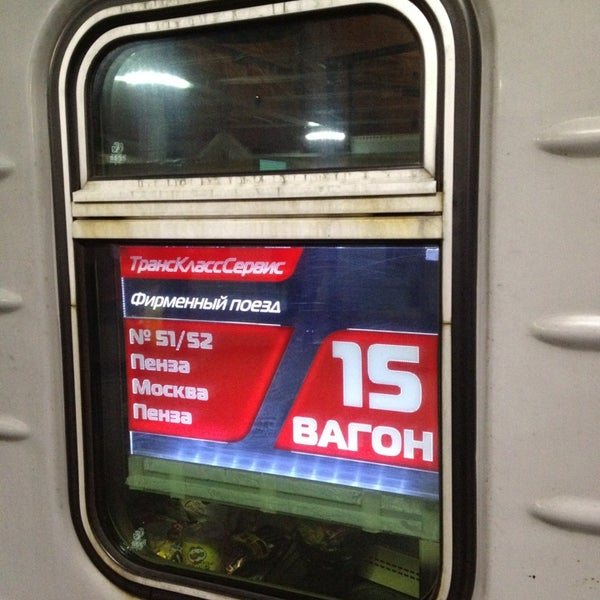 ТрансКлассСервис
Фирменный поезд
№ 51/52
Пенза
Москва
Пенза
15
ВАГОН